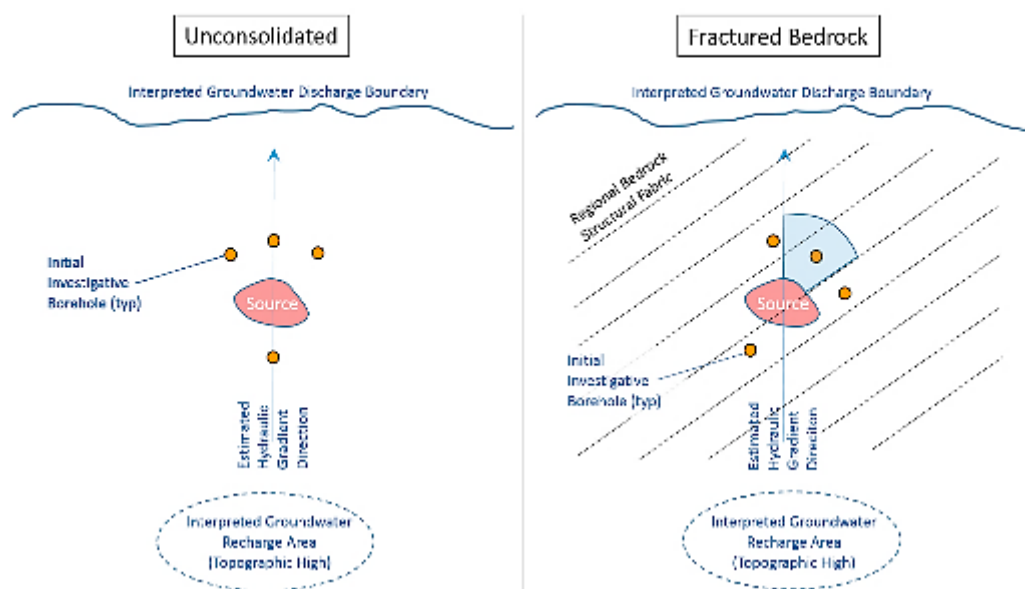 Unconsolidated
Interpreted Groundwater Discharge Boundary
Initial
Investigative
Borehole (typ)
Source
Estimated
Hydraulic
Gradient
Direction
Interpreted Groundwater
Recharge Area
(Topographic High)
Fractured Bedrock
Interpreted Groundwater Discharge Boundary
Regional Bedrock
Structural Fabric
Source
Initial
Investigative
Borehole (typ)
Estimated
Hydraulic
Gradient
Direction
Interpreted Groundwater
Recharge Area
(Topographic High)